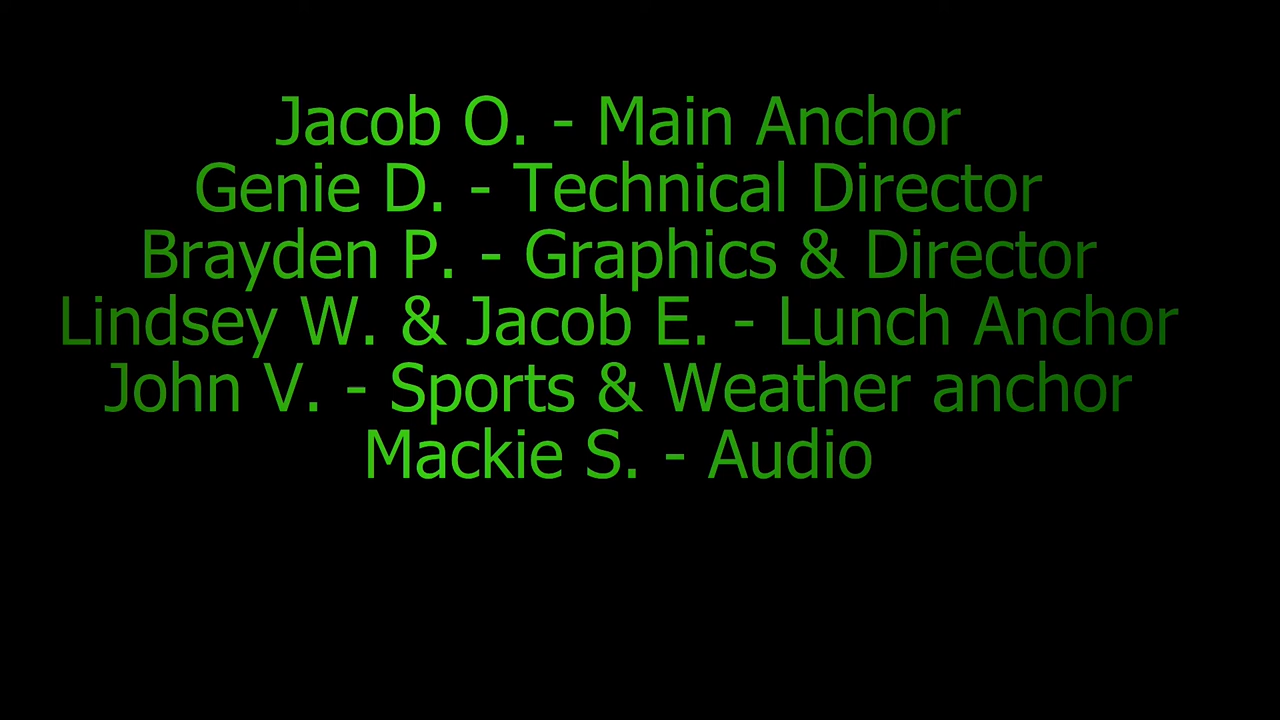 Jacob O. - Main Anchor
Genie D. - Technical Director
Brayden P. - Graphics & Director
Lindsey W. & Jacob E. - Lunch Anchor
John V. - Sports & Weather anchor
Mackie S. - Audio